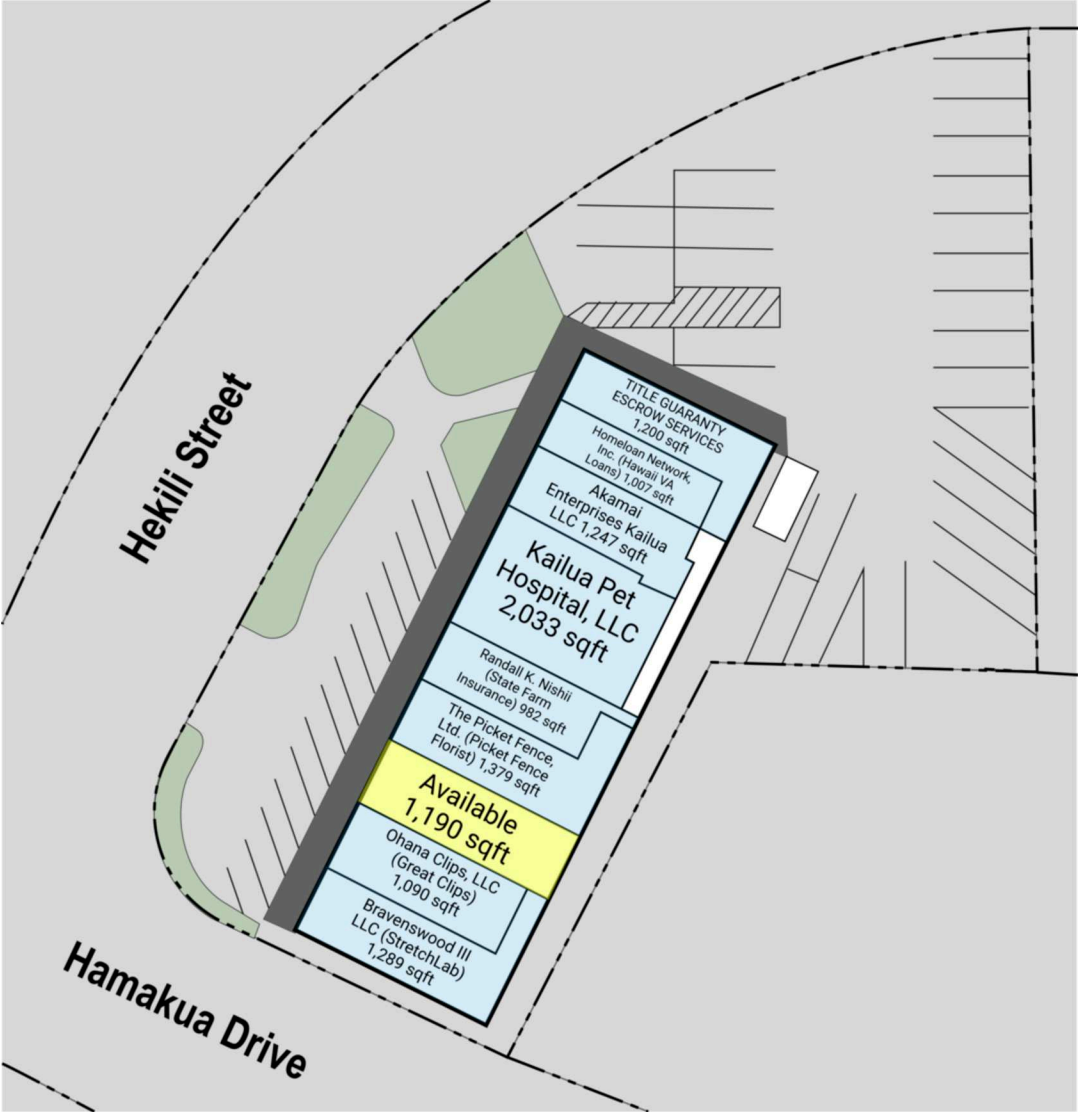 Hekili Street
TITLE GUARANTY
ESCROW SERVICES
1,200 sqft
Homeloan Network,
Inc. (Hawaii VA
Loans) 1,007 sqft
Akamai
Enterprises Kailua
LLC 1,247 sqft
Kailua Pet
Hospital, LLC
2,033 sqft
Randall K. Nishii
(State Farm
Insurance) 982 sqft
The Picket Fence,
Ltd. (Picket Fence
Florist) 1,379 sqft
Available
1,190 sqft
Ohana Clips, LLC
(Great Clips)
1,090 sqft
Bravenswood III
LLC (StretchLab)
1,289 sqft
Hamakua Drive